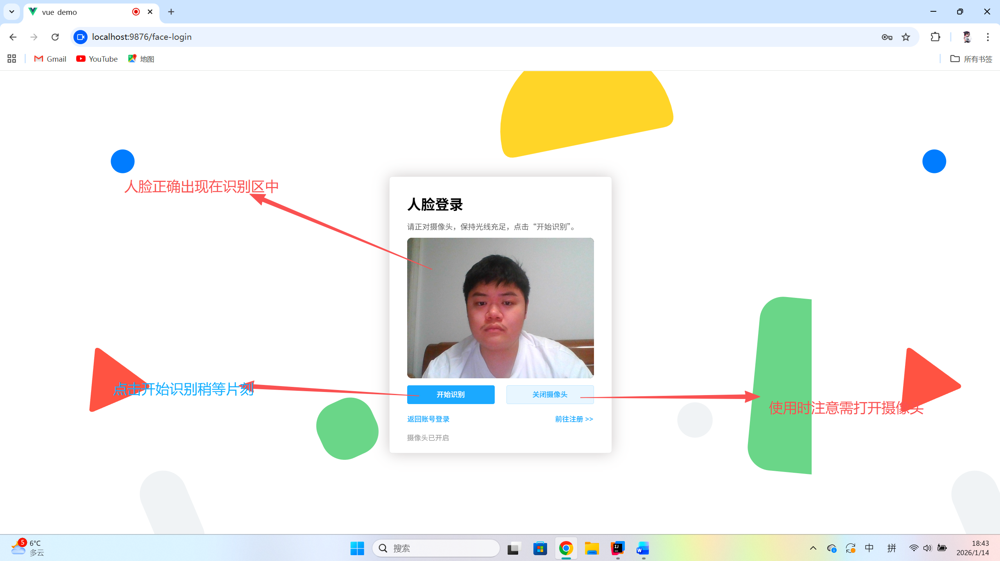 vue demo
localhost:9876/face-login
Gmail
YouTube
地图
所有书签
人脸正确出现在识别区中
人脸登录
请正对摄像头，保持光线充足，点击“开始识别”。
点击开始识别稍等片刻
开始识别
关闭摄像头
使用时注意需打开摄像头
返回账号登录
前往注册 >>
摄像头已开启
5
6°C
多云
搜索
中
拼
18:43
2026/1/14